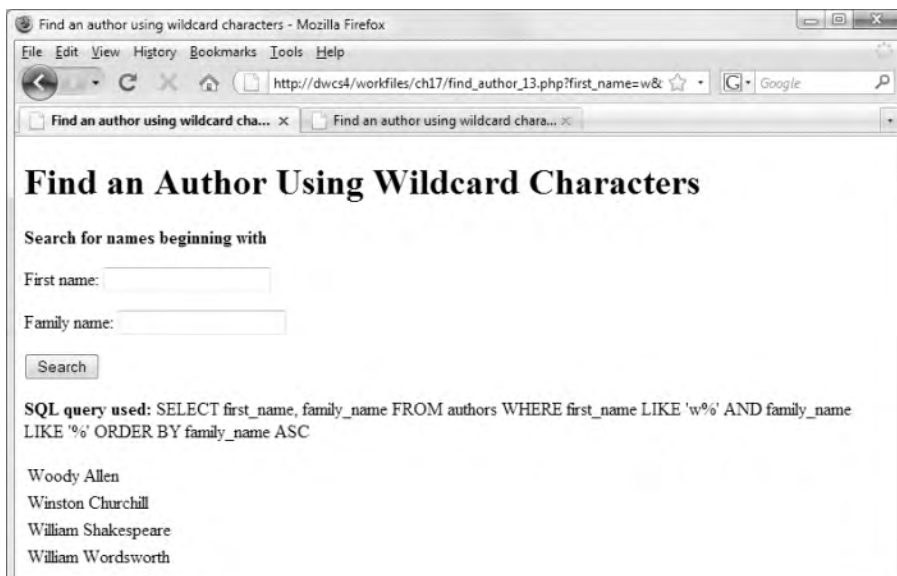 Find an author using wildcard characters - Mozilla Firefox
File Edit View History Bookmarks Tools Help
http://dwcs4/workfiles/ch17/find_author_13.php?first_name=w& G Google
Find an author using wildcard cha... × Find an author using wildcard chara... ×
Find an Author Using Wildcard Characters
Search for names beginning with
First name:
Family name:
Search
SQL query used: SELECT first_name, family_name FROM authors WHERE first_name LIKE 'w%' AND family_name
LIKE '%' ORDER BY family_name ASC
Woody Allen
Winston Churchill
William Shakespeare
William Wordsworth